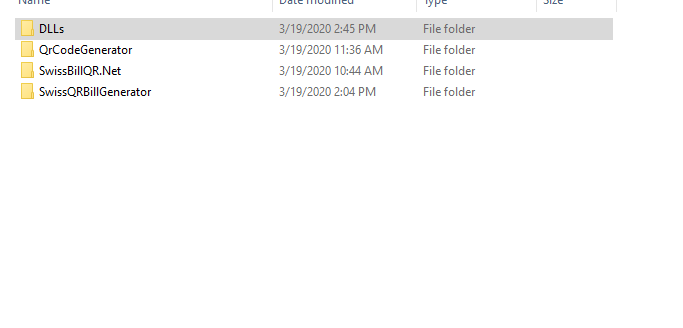 Name Date modified Type Size
DLLs 3/19/2020 2:45 PM File folder
QrCodeGenerator 3/19/2020 11:36 AM File folder
SwissBillQR.Net 3/19/2020 10:44 AM File folder
SwissQRBillGenerator 3/19/2020 2:04 PM File folder